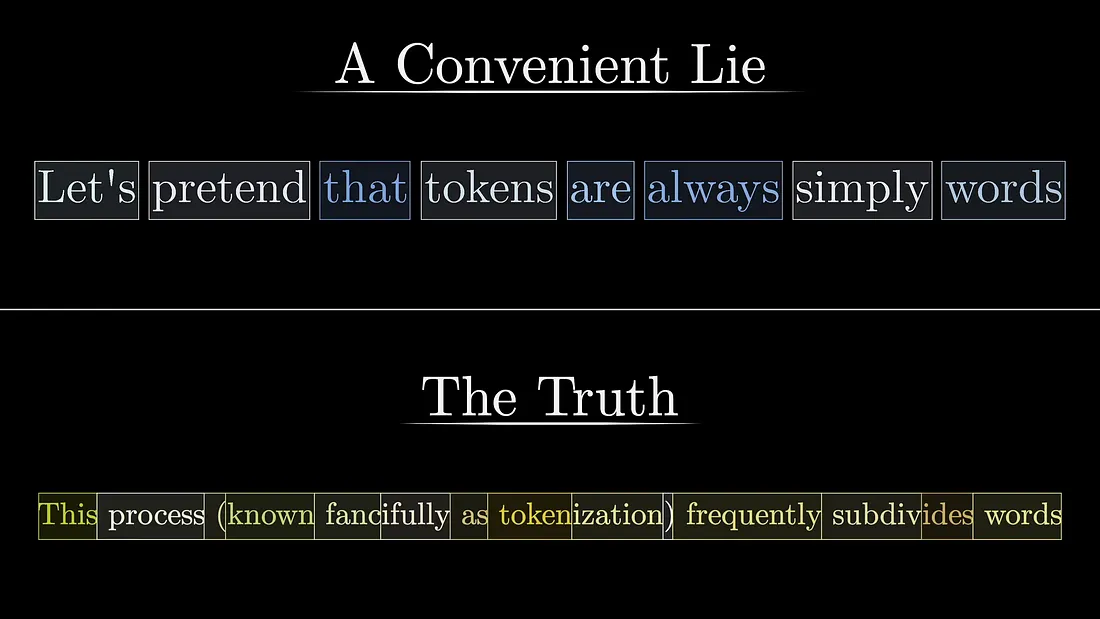 A Convenient Lie
Let's pretend that tokens are always simply words
The Truth
This process (known fancifully as tokenization) frequently subdivides words